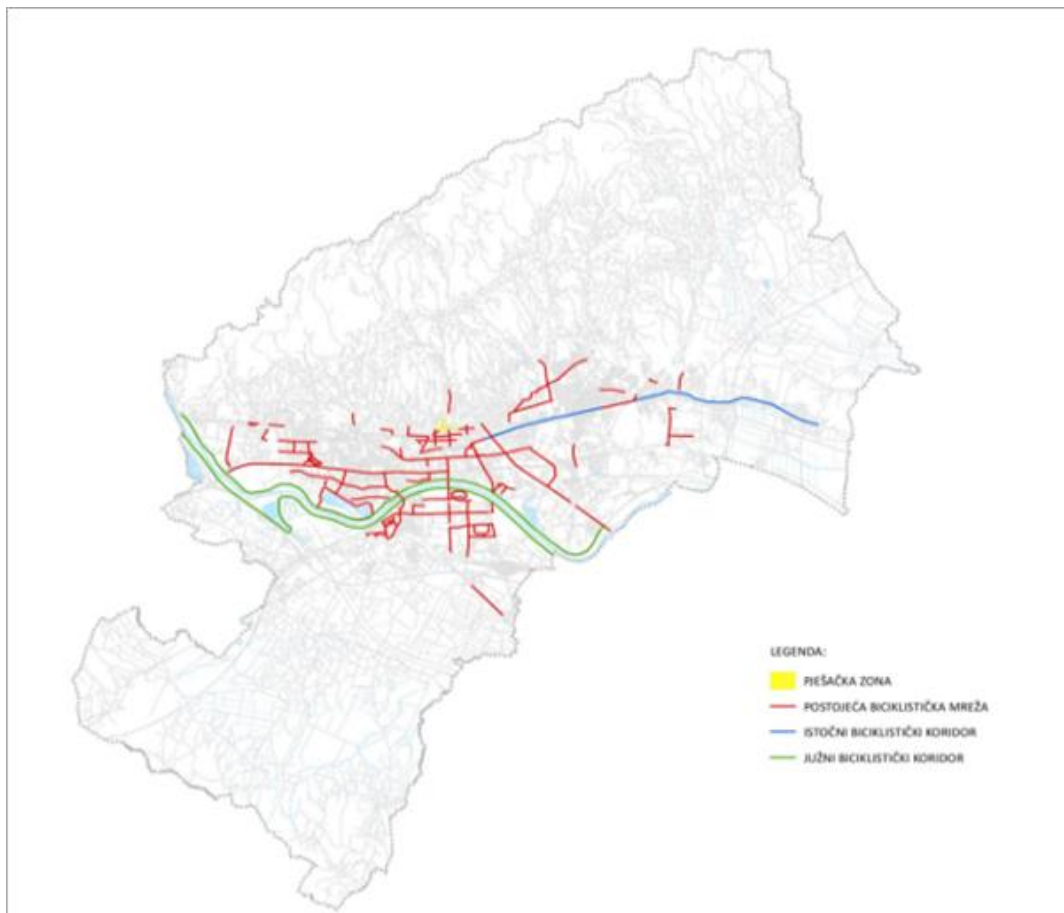 LEGENDA:
PJEŠAČKA ZONA
POSTOJEĆA BICIKLISTIČKA MREŽA
ISTOČNI BICIKLISTIČKI KORIDOR
JUŽNI BICIKLISTIČKI KORIDOR